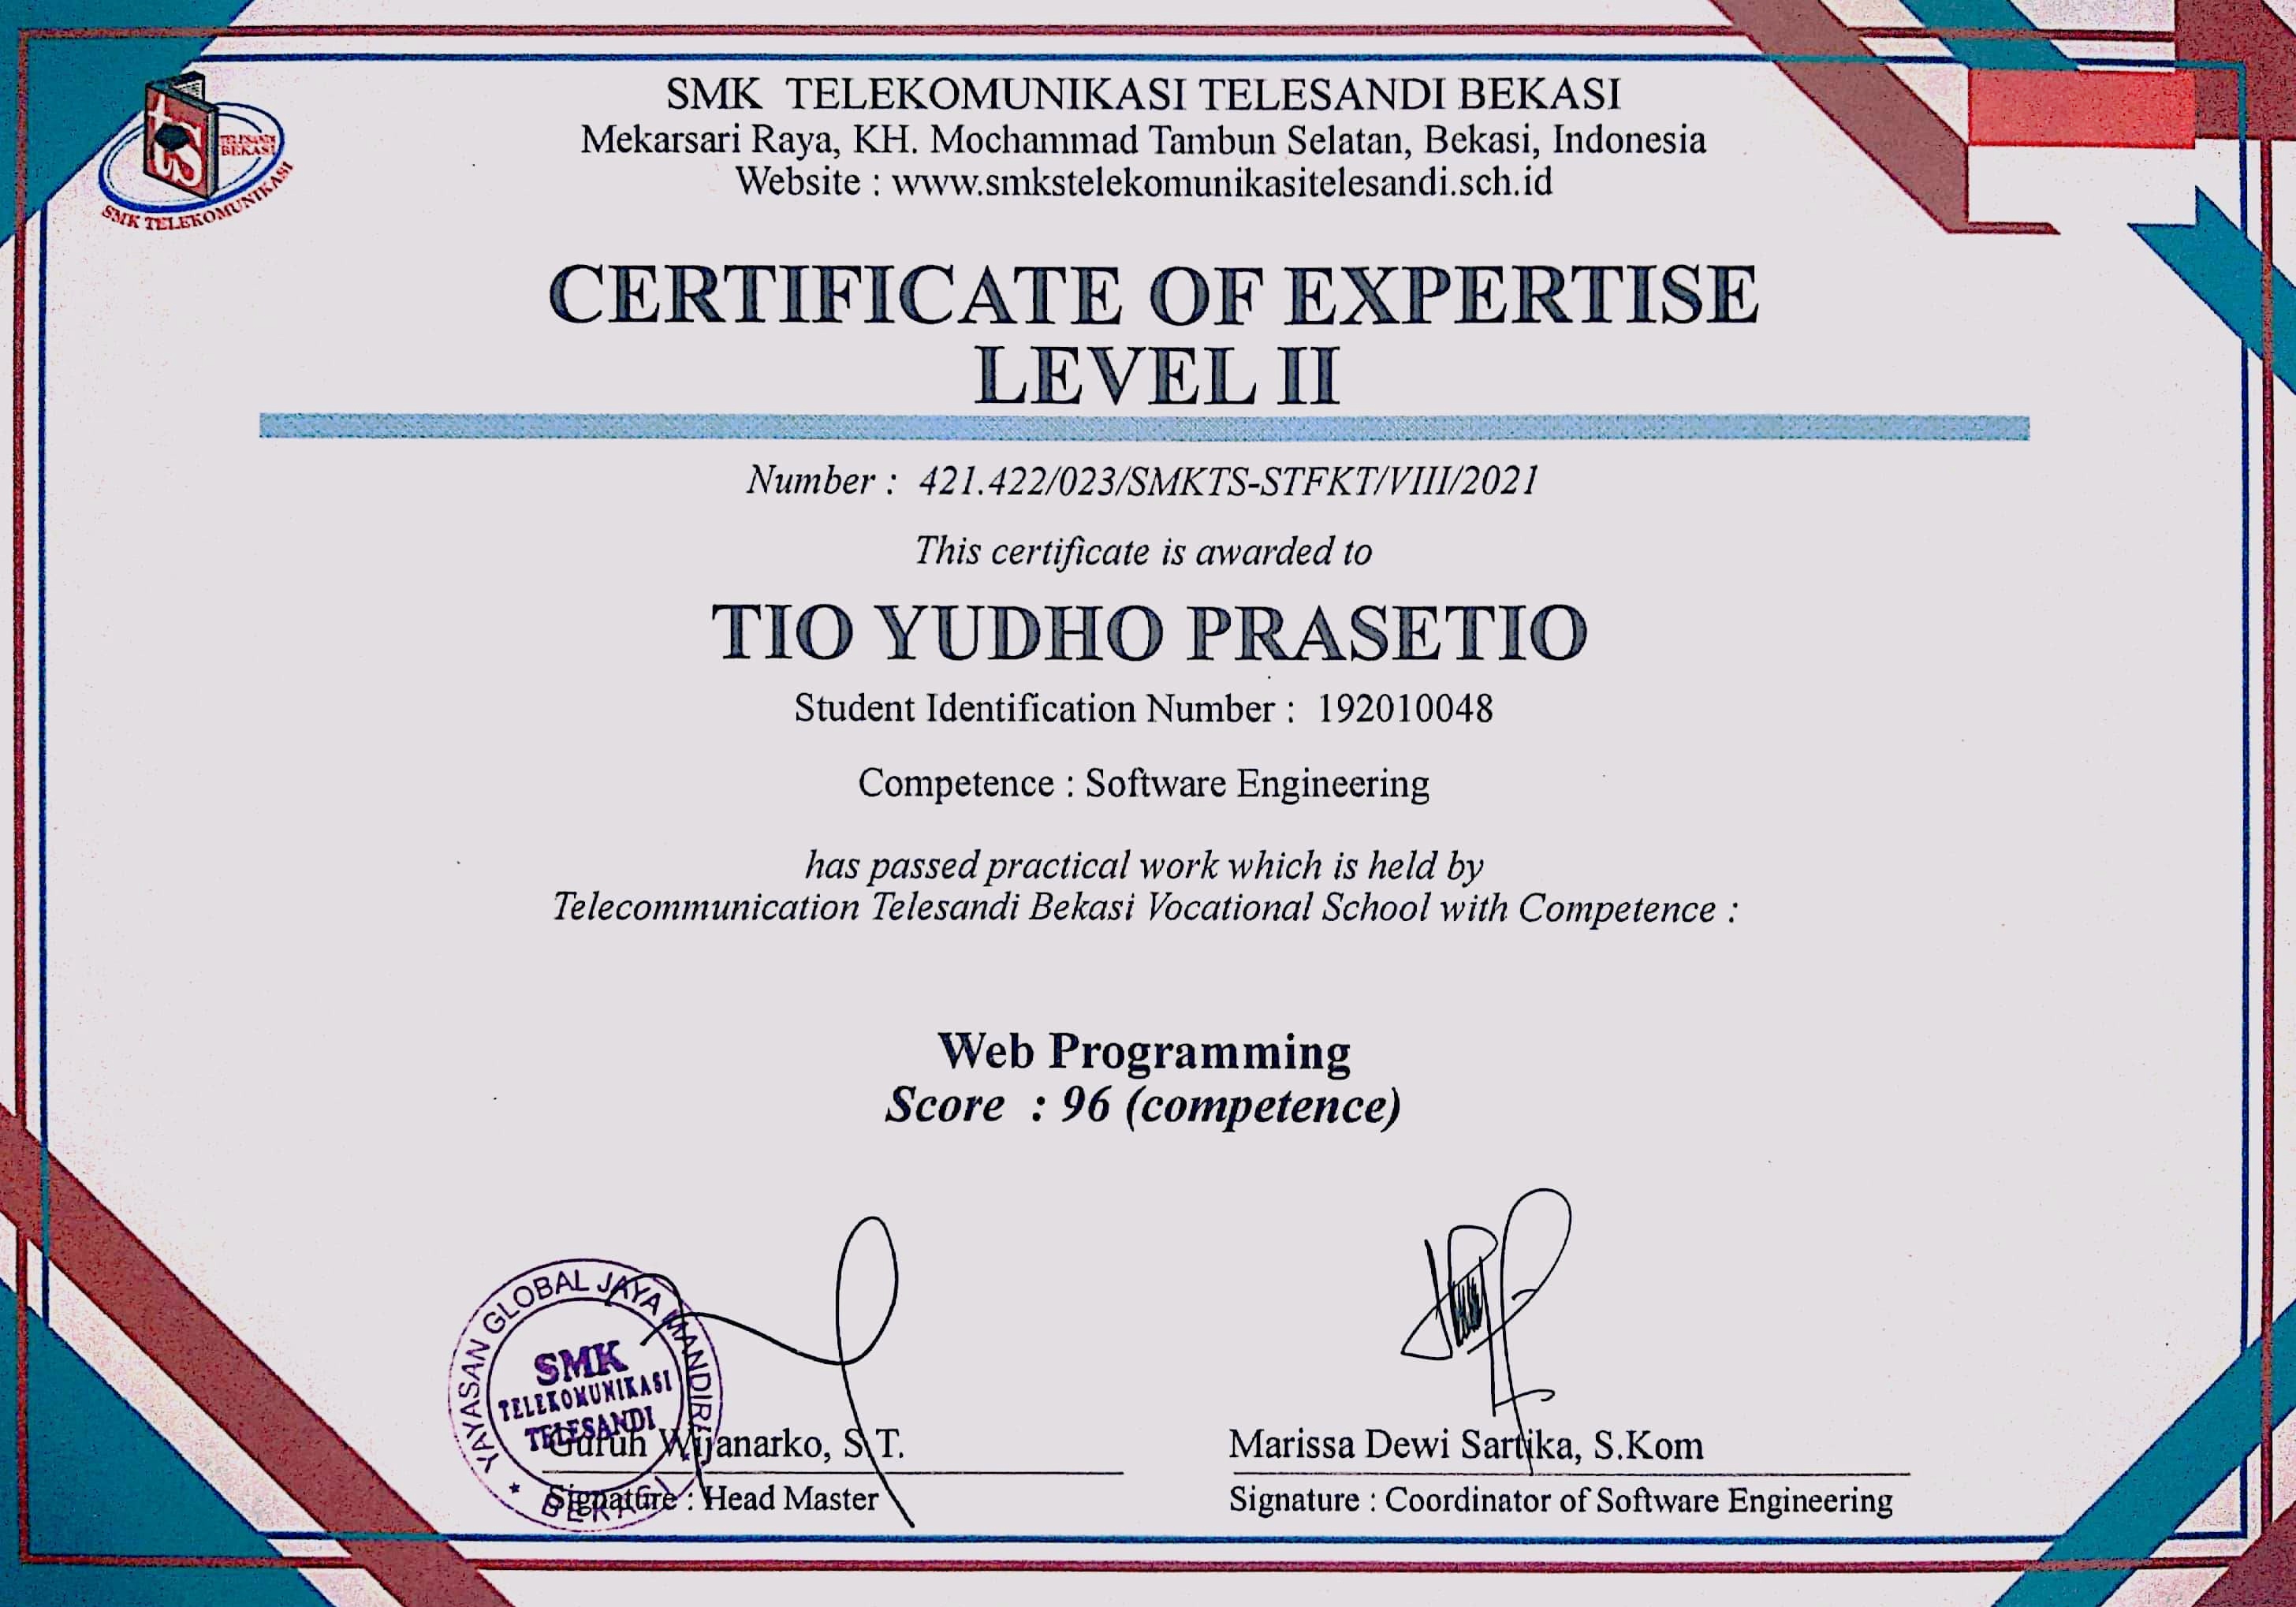 SMK TELEKOMUNIKASI TELESANDI BEKASI
Mekarsari Raya, KH. Mochammad Tambun Selatan, Bekasi, Indonesia
Website : www.smkstelekomunikasitelesandi.sch.id
ts
TELESANDI
BEKASI
SMK TELEKOMUNIKASI
CERTIFICATE OF EXPERTISE
LEVEL II
Number : 421.422/023/SMKTS-STFKT/VIII/2021
This certificate is awarded to
TIO YUDHO PRASETIO
Student Identification Number : 192010048
Competence : Software Engineering
has passed practical work which is held by
Telecommunication Telesandi Bekasi Vocational School with Competence :
Web Programming
Score : 96 (competence)
YAYASAN GLOBAL JAYA MANDIRI
SMK
TELEKOMUNIKASI
TELESANDI
BEKASI
Guruh Wijanarko, S.T.
Signature : Head Master
Marissa Dewi Sartika, S.Kom
Signature : Coordinator of Software Engineering